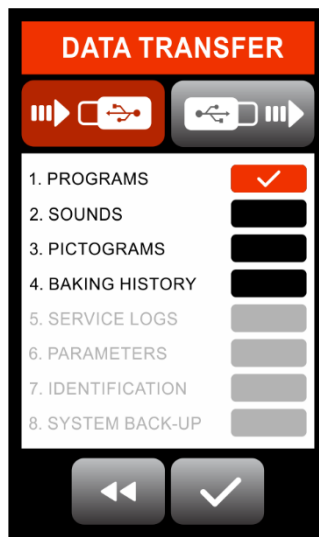 DATA TRANSFER
1. PROGRAMS
2. SOUNDS
3. PICTOGRAMS
4. BAKING HISTORY
5. SERVICE LOGS
6. PARAMETERS
7. IDENTIFICATION
8. SYSTEM BACK-UP